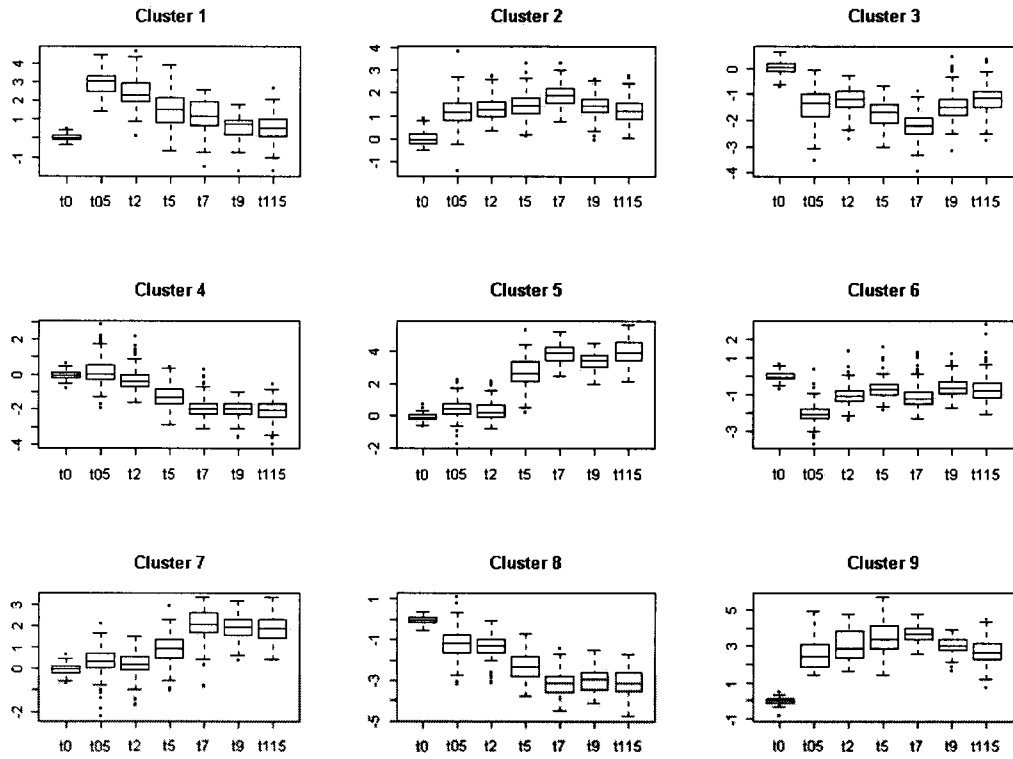 Cluster 1
4
3
2
1
-1
t0 t05 t2 t5 t7 t9 t115
Cluster 2
4
3
2
1
0
-1
t0 t05 t2 t5 t7 t9 t115
Cluster 3
0
-1
-2
-3
-4
t0 t05 t2 t5 t7 t9 t115
Cluster 4
2
0
-2
-4
t0 t05 t2 t5 t7 t9 t115
Cluster 5
4
2
0
-2
t0 t05 t2 t5 t7 t9 t115
Cluster 6
2
1
-1
-3
t0 t05 t2 t5 t7 t9 t115
Cluster 7
3
2
1
0
-2
t0 t05 t2 t5 t7 t9 t115
Cluster 8
1
-1
-3
-5
t0 t05 t2 t5 t7 t9 t115
Cluster 9
5
3
1
-1
t0 t05 t2 t5 t7 t9 t115